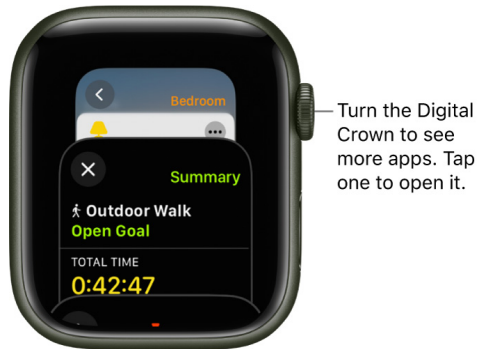 Bedroom
Summary
Outdoor Walk
Open Goal
TOTAL TIME
0:42:47
Turn the Digital
Crown to see
more apps. Tap
one to open it.